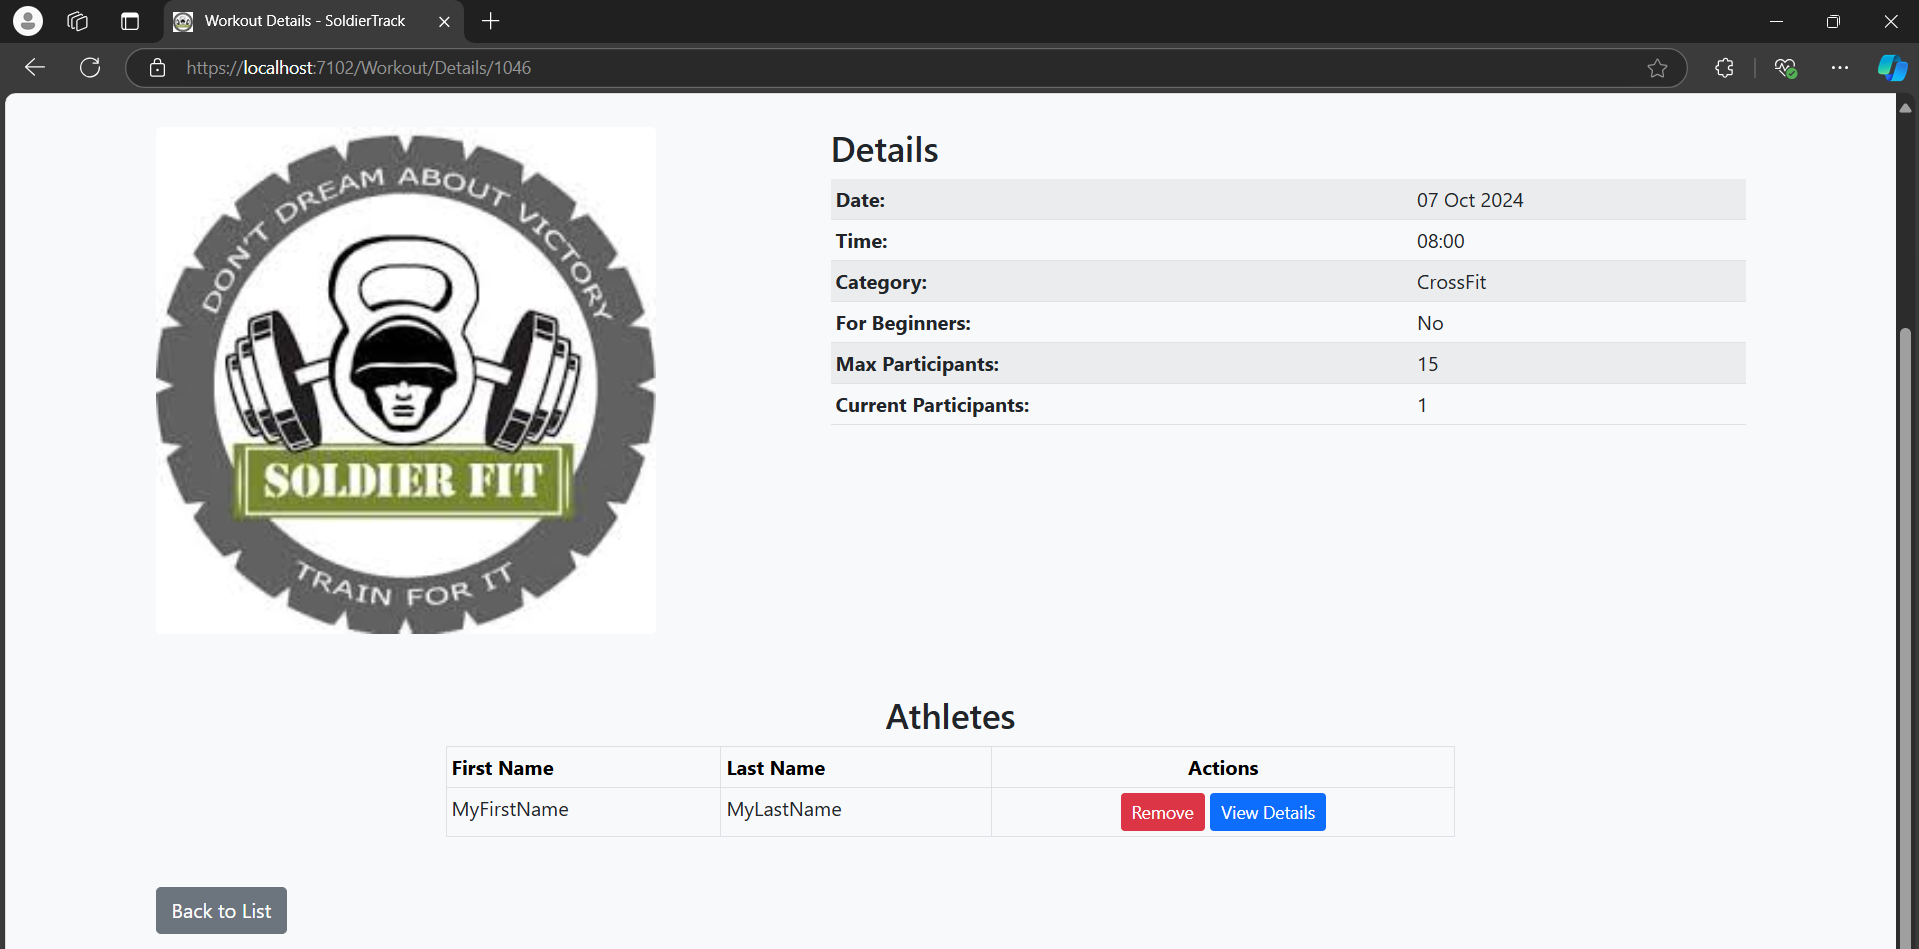 Workout Details - SoldierTrack
https://localhost:7102/Workout/Details/1046
DON'T DREAM ABOUT VICTORY
SOLDIER FIT
TRAIN FOR IT
Details
Date: 07 Oct 2024
Time: 08:00
Category: CrossFit
For Beginners: No
Max Participants: 15
Current Participants: 1
Athletes
First Name Last Name Actions
MyFirstName MyLastName Remove View Details
Back to List